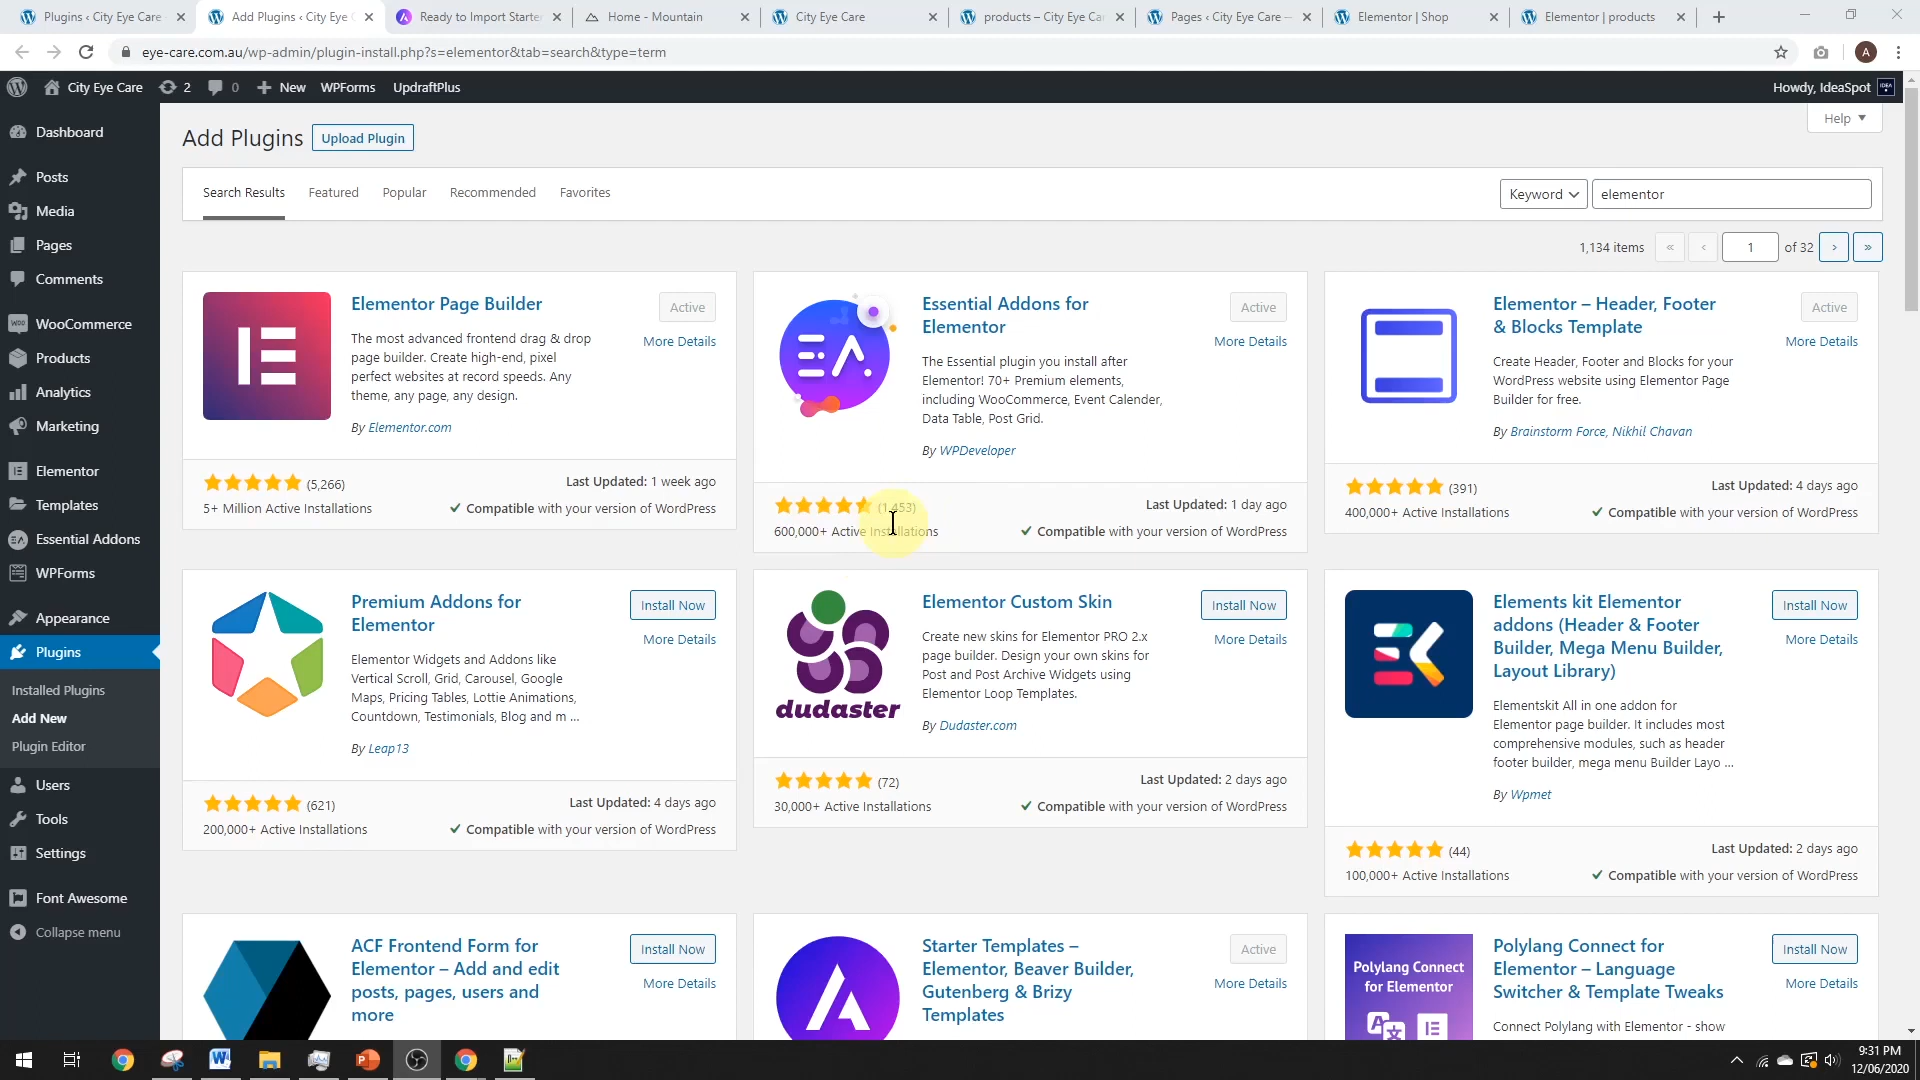 Plugins ‹ City Eye Care
Add Plugins ‹ City Eye C
Ready to Import Starter
Home - Mountain
City Eye Care
products – City Eye Ca
Pages ‹ City Eye Care —
Elementor | Shop
Elementor | products
eye-care.com.au/wp-admin/plugin-install.php?s=elementor&tab=search&type=term
A
City Eye Care
2
0
New
WPForms
UpdraftPlus
Howdy, IdeaSpot
Dashboard
Posts
Media
Pages
Comments
WooCommerce
Products
Analytics
Marketing
Elementor
Templates
Essential Addons
WPForms
Appearance
Plugins
Installed Plugins
Add New
Plugin Editor
Users
Tools
Settings
Font Awesome
Collapse menu
Add Plugins
Upload Plugin
Help
Search Results
Featured
Popular
Recommended
Favorites
Keyword
elementor
1,134 items
«
‹
1
of 32
›
»
Elementor Page Builder
Active
More Details
The most advanced frontend drag & drop
page builder. Create high-end, pixel
perfect websites at record speeds. Any
theme, any page, any design.
By Elementor.com
(5,266)
Last Updated: 1 week ago
5+ Million Active Installations
Compatible with your version of WordPress
Essential Addons for
Elementor
Active
More Details
The Essential plugin you install after
Elementor! 70+ Premium elements,
including WooCommerce, Event Calender,
Data Table, Post Grid.
By WPDeveloper
(1,453)
Last Updated: 1 day ago
600,000+ Active Installations
Compatible with your version of WordPress
Elementor – Header, Footer
& Blocks Template
Active
More Details
Create Header, Footer and Blocks for your
WordPress website using Elementor Page
Builder for free.
By Brainstorm Force, Nikhil Chavan
(391)
Last Updated: 4 days ago
400,000+ Active Installations
Compatible with your version of WordPress
Premium Addons for
Elementor
Install Now
More Details
Elementor Widgets and Addons like
Vertical Scroll, Grid, Carousel, Google
Maps, Pricing Tables, Lottie Animations,
Countdown, Testimonials, Blog and m ...
By Leap13
(621)
Last Updated: 4 days ago
200,000+ Active Installations
Compatible with your version of WordPress
dudaster
Elementor Custom Skin
Install Now
More Details
Create new skins for Elementor PRO 2.x
page builder. Design your own skins for
Post and Post Archive Widgets using
Elementor Loop Templates.
By Dudaster.com
(72)
Last Updated: 2 days ago
30,000+ Active Installations
Compatible with your version of WordPress
Elements kit Elementor
addons (Header & Footer
Builder, Mega Menu Builder,
Layout Library)
Install Now
More Details
Elementskit All in one addon for
Elementor page builder. It includes most
comprehensive modules, such as header
footer builder, mega menu Builder Layo ...
By Wpmet
(44)
Last Updated: 2 days ago
100,000+ Active Installations
Compatible with your version of WordPress
ACF Frontend Form for
Elementor – Add and edit
posts, pages, users and
more
Install Now
More Details
Starter Templates –
Elementor, Beaver Builder,
Gutenberg & Brizy
Templates
Active
More Details
Polylang Connect
for Elementor
Polylang Connect for
Elementor – Language
Switcher & Template Tweaks
Install Now
More Details
Connect Polylang with Elementor - show
9:31 PM
12/06/2020